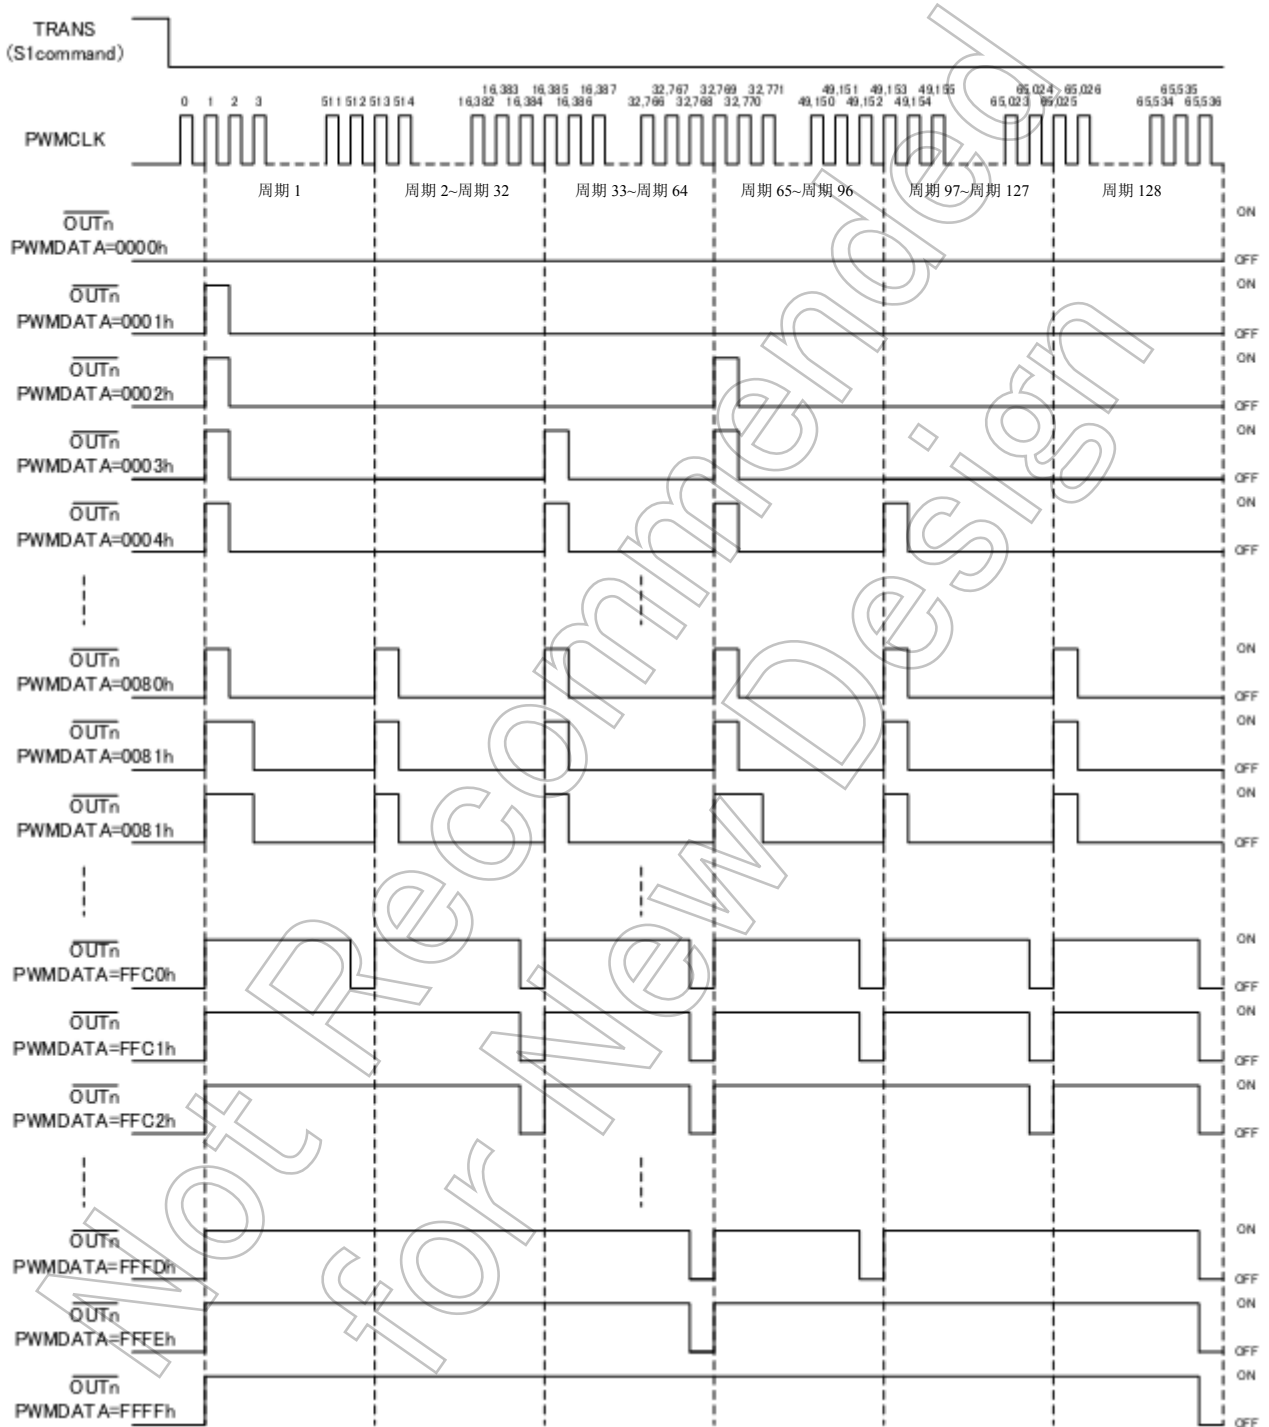 TRANS
(S1command)
16,383 16,385 16,387 32,767 32,769 32,771 49,151 49,153 49,155 65,024 65,026 65,535
0 1 2 3 511 512 513 514 16,382 16,384 16,386 32,766 32,768 32,770 49,150 49,152 49,154 65,023 65,025 65,534 65,536
PWMCLK
周期 1 周期 2~周期 32 周期 33~周期 64 周期 65~周期 96 周期 97~周期 127 周期 128
OUTn ON
PWMDATA=0000h OFF
OUTn ON
PWMDATA=0001h OFF
OUTn ON
PWMDATA=0002h OFF
OUTn ON
PWMDATA=0003h OFF
OUTn ON
PWMDATA=0004h OFF
OUTn ON
PWMDATA=0080h OFF
OUTn ON
PWMDATA=0081h OFF
OUTn ON
PWMDATA=0081h OFF
OUTn ON
PWMDATA=FFC0h OFF
OUTn ON
PWMDATA=FFC1h OFF
OUTn ON
PWMDATA=FFC2h OFF
OUTn ON
PWMDATA=FFFDh OFF
OUTn ON
PWMDATA=FFFEh OFF
OUTn ON
PWMDATA=FFFFh OFF
Not Recommended
for New Design